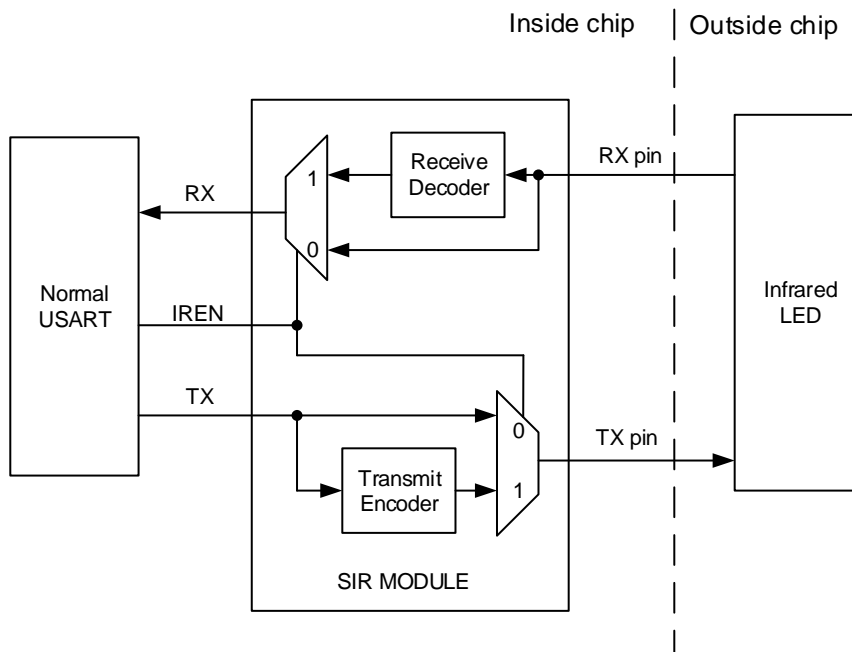 Inside chip
Outside chip
1
Receive
Decoder
RX pin
RX
0
Normal
USART
IREN
Infrared
LED
TX
0
TX pin
Transmit
Encoder
1
SIR MODULE